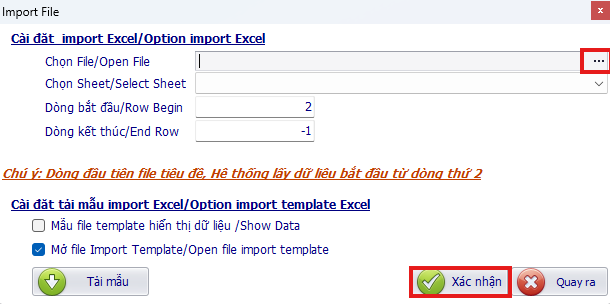 Import File
Cài đặt import Excel/Option import Excel
Chọn File/Open File
...
Chọn Sheet/Select Sheet
Dòng bắt đầu/Row Begin 2
Dòng kết thúc/End Row -1
Chú ý: Dòng đầu tiên file tiêu đề, Hệ thống lấy dữ liệu bắt đầu từ dòng thứ 2
Cài đặt tải mẫu import Excel/Option import template Excel
Mẫu file template hiển thị dữ liệu /Show Data
Mở file Import Template/Open file import template
Tải mẫu Xác nhận Quay ra